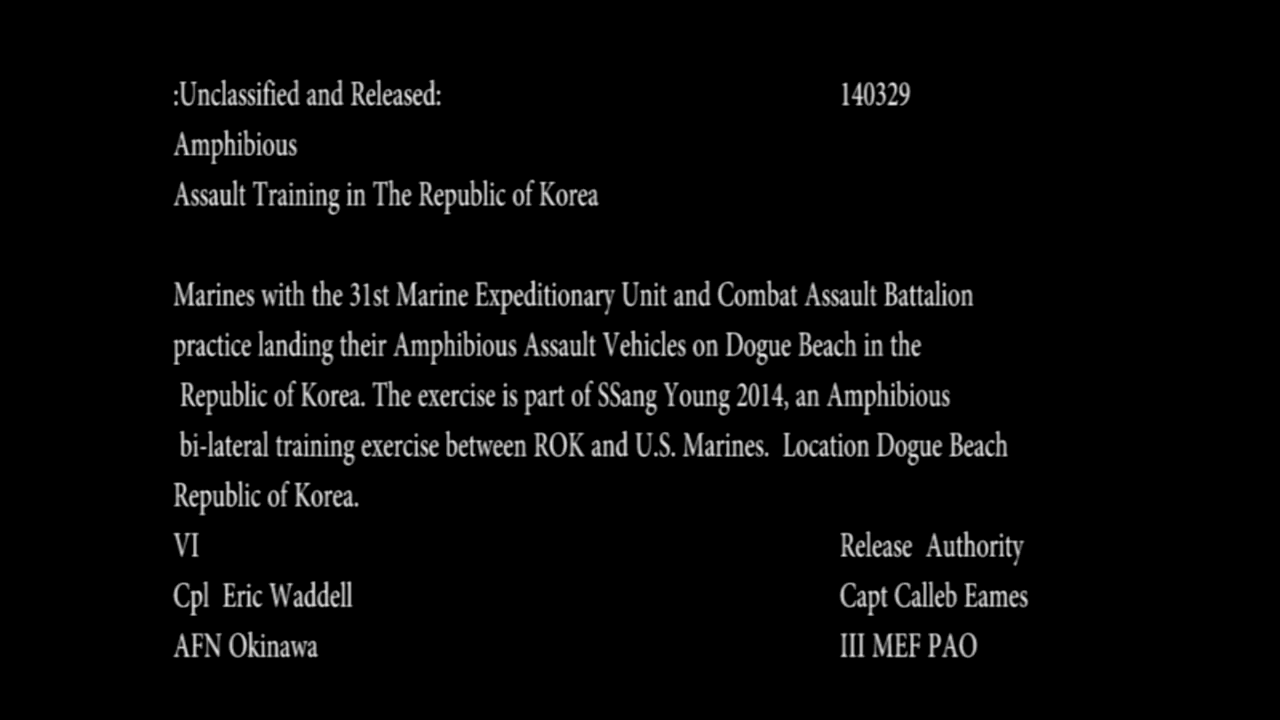 :Unclassified and Released: 140329
Amphibious
Assault Training in The Republic of Korea
Marines with the 31st Marine Expeditionary Unit and Combat Assault Battalion
practice landing their Amphibious Assault Vehicles on Dogue Beach in the
Republic of Korea. The exercise is part of SSang Young 2014, an Amphibious
bi-lateral training exercise between ROK and U.S. Marines.  Location Dogue Beach
Republic of Korea.
VI Release  Authority
Cpl  Eric Waddell Capt Calleb Eames
AFN Okinawa III MEF PAO